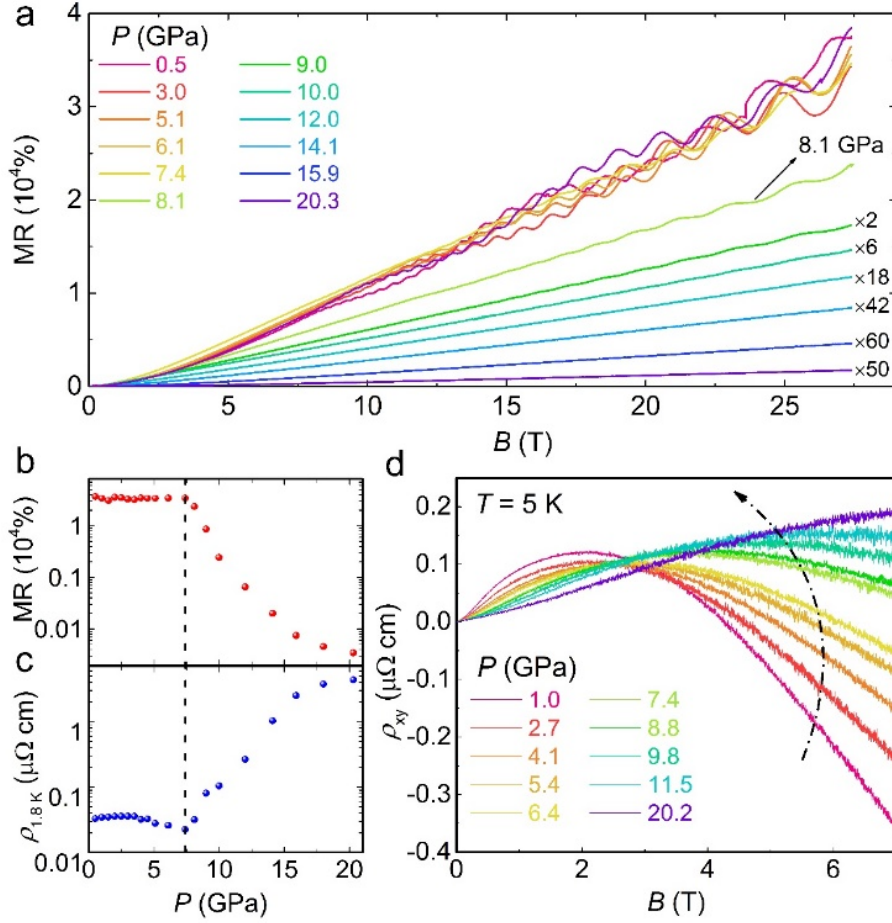 a
4
3
2
1
0
MR (10⁴%)
P (GPa)
0.5 9.0
3.0 10.0
5.1 12.0
6.1 14.1
7.4 15.9
8.1 20.3
8.1 GPa
×2
×6
×18
×42
×60
×50
0 5 10 15 20 25
B (T)
b
MR (10⁴%)
1
0.1
0.01
c
ρ1.8 K (μΩ cm)
1
0.1
0.01
0 5 10 15 20
P (GPa)
d
T = 5 K
ρxy (μΩ cm)
0.2
0.1
0.0
-0.1
-0.2
-0.3
-0.4
P (GPa)
1.0 7.4
2.7 8.8
4.1 9.8
5.4 11.5
6.4 20.2
0 2 4 6
B (T)